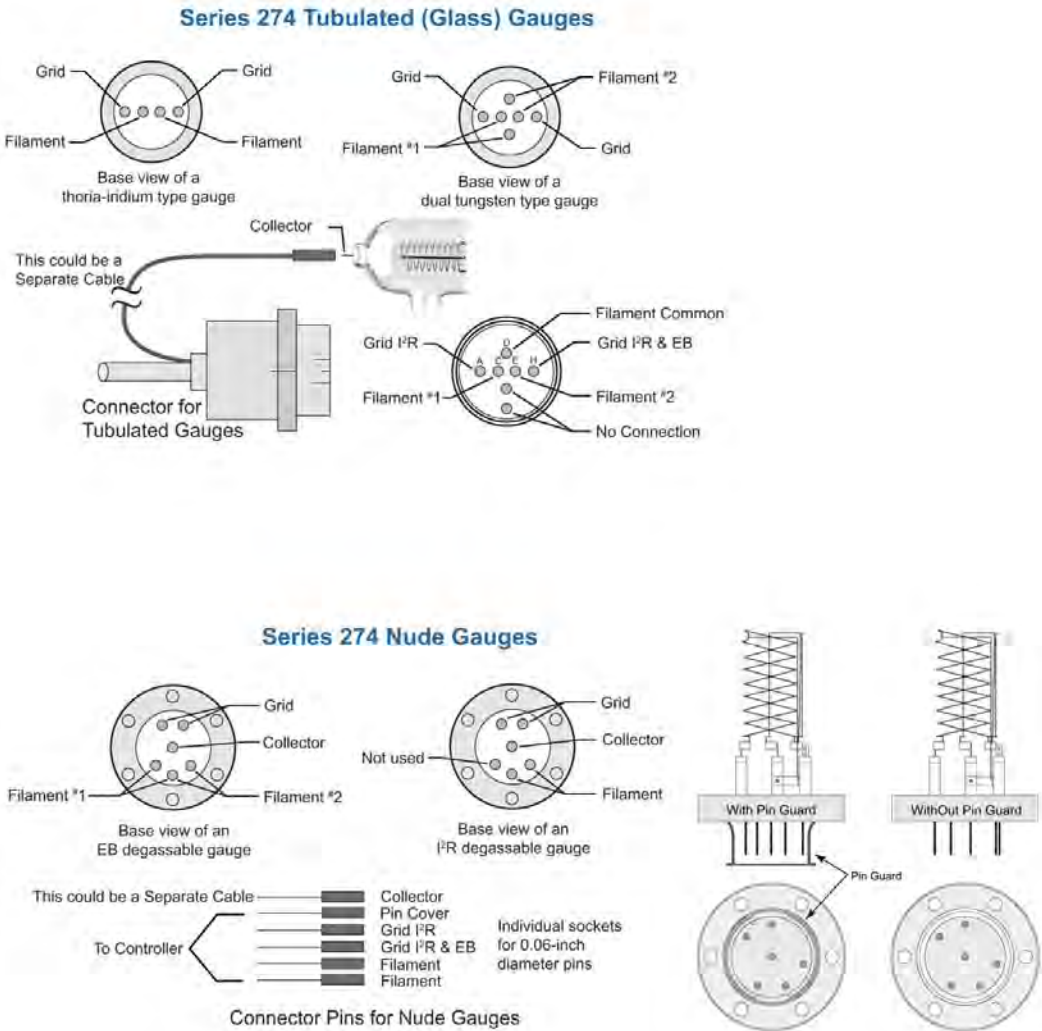 Series 274 Tubulated (Glass) Gauges
Grid
Grid
Filament
Filament
Base view of a
thoria-iridium type gauge
Grid
Filament #2
Filament #1
Grid
Base view of a
dual tungsten type gauge
Collector
This could be a
Separate Cable
Connector for
Tubulated Gauges
Filament Common
Grid I²R
D
Grid I²R & EB
A
C
E
H
Filament #1
Filament #2
No Connection
Series 274 Nude Gauges
Grid
Collector
Filament #1
Filament #2
Base view of an
EB degassable gauge
Grid
Collector
Not used
Filament
Base view of an
I²R degassable gauge
With Pin Guard
WithOut Pin Guard
Pin Guard
This could be a Separate Cable
Collector
Pin Cover
Grid I²R
To Controller
Grid I²R & EB
Filament
Filament
Individual sockets
for 0.06-inch
diameter pins
Connector Pins for Nude Gauges